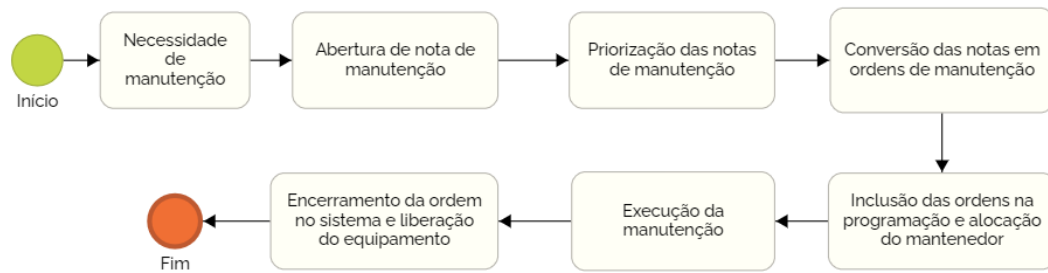 Início
Necessidade
de
manutenção
Abertura de nota de
manutenção
Priorização das notas
de manutenção
Conversão das notas em
ordens de manutenção
Inclusão das ordens na
programação e alocação
do mantenedor
Execução da
manutenção
Encerramento da ordem
no sistema e liberação
do equipamento
Fim